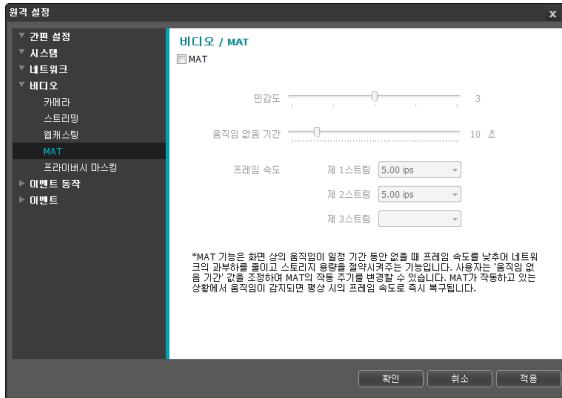 원격 설정
x
간편 설정
시스템
네트워크
비디오
카메라
스트리밍
웹캐스팅
MAT
프라이버시 마스킹
이벤트 동작
이벤트
비디오 / MAT
MAT
민감도 3
움직임 없음 기간 10 초
프레임 속도 제 1스트림 5.00 ips
제 2스트림 5.00 ips
제 3스트림
*MAT 기능은 화면 상의 움직임이 일정 기간 동안 없을 때 프레임 속도를 낮추어 네트워
크의 과부하를 줄이고 스토리지 용량을 절약시켜주는 기능입니다. 사용자는 '움직임 없
음 기간' 값을 조정하며 MAT의 작동 주기를 변경할 수 있습니다. MAT가 작동하고 있는
상황에서 움직임이 감지되면 평상 시의 프레임 속도로 즉시 복구됩니다.
확인 취소 적용